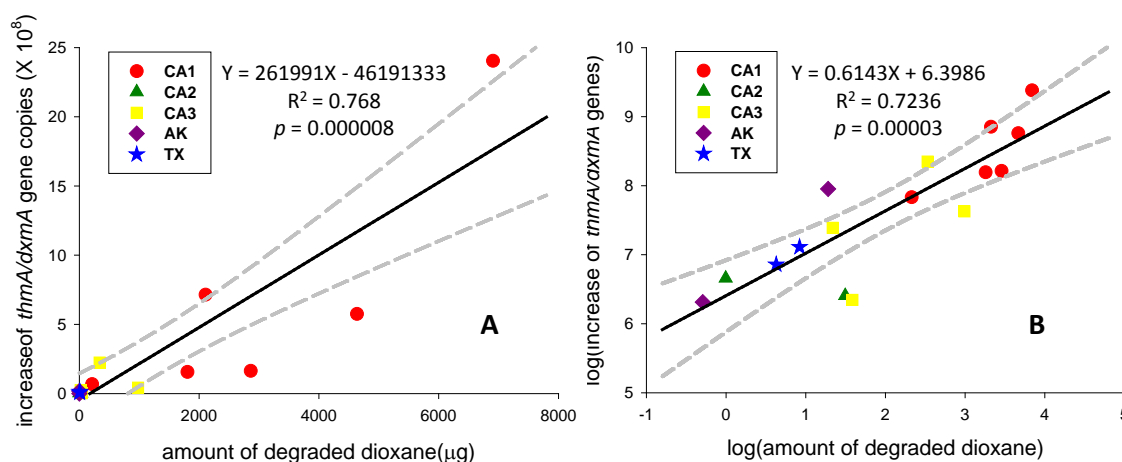 increaseof thmA/dxmA gene copies (X 10⁸)
25
20
15
10
5
0
CA1
CA2
CA3
AK
TX
Y = 261991X - 46191333
R² = 0.768
p = 0.000008
A
0
2000
4000
6000
8000
amount of degraded dioxane(µg)
log(increase of thmA/dxmA genes)
10
9
8
7
6
5
CA1
CA2
CA3
AK
TX
Y = 0.6143X + 6.3986
R² = 0.7236
p = 0.00003
B
-1
0
1
2
3
4
5
log(amount of degraded dioxane)